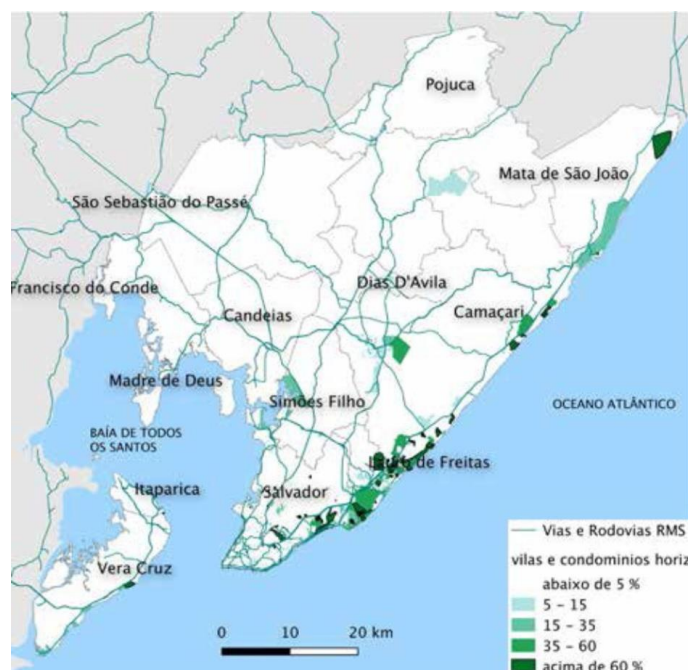 Pojuca
Mata de São João
São Sebastião do Passé
Dias D'Avila
Francisco do Conde
Candeias
Camaçari
Madre de Deus
Simões Filho
OCEANO ATLÂNTICO
BAÍA DE TODOS
OS SANTOS
Lauro de Freitas
Itaparica
Salvador
Vera Cruz
Vias e Rodovias RMS
vilas e condominios horiz
abaixo de 5 %
5 - 15
15 - 35
35 - 60
acima de 60 %
0 10 20 km